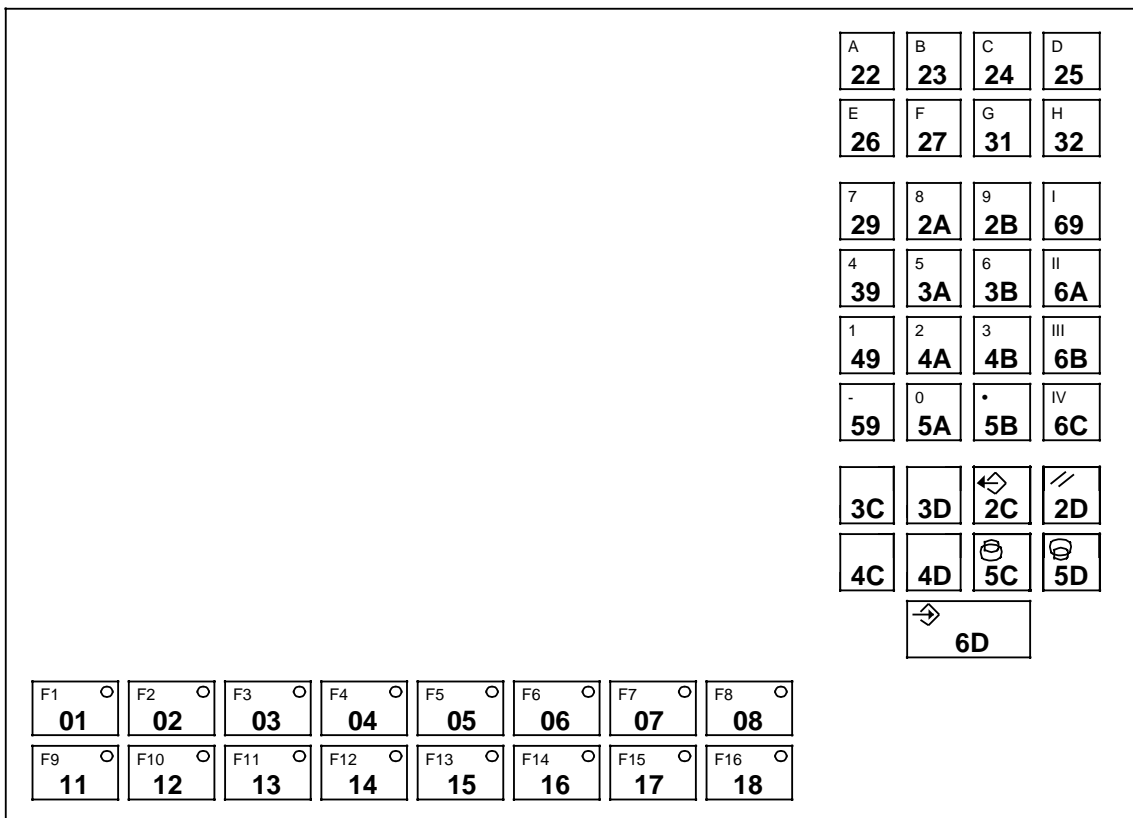 A B C D
22 23 24 25
E F G H
26 27 31 32
7 8 9 I
29 2A 2B 69
4 5 6 II
39 3A 3B 6A
1 2 3 III
49 4A 4B 6B
- 0 • IV
59 5A 5B 6C
3C 3D 2C 2D
4C 4D 5C 5D
6D
F1 F2 F3 F4 F5 F6 F7 F8
01 02 03 04 05 06 07 08
F9 F10 F11 F12 F13 F14 F15 F16
11 12 13 14 15 16 17 18